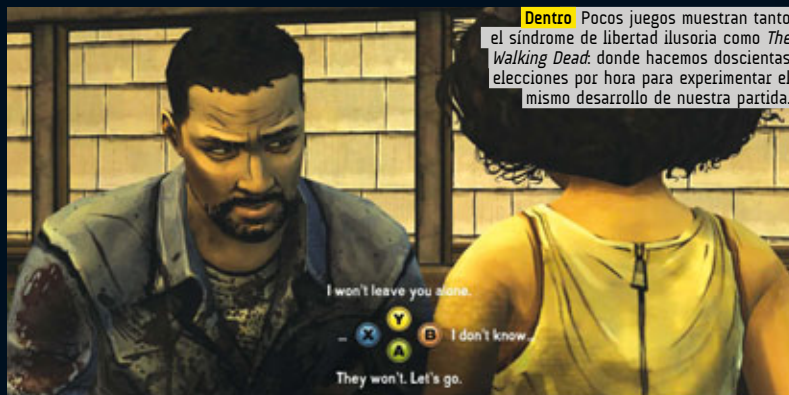 Dentro Pocos juegos muestran tanto
el síndrome de libertad ilusoria como The
Walking Dead: donde hacemos doscientas
elecciones por hora para experimentar el
mismo desarrollo de nuestra partida.
I won't leave you alone.
Y
... X B I don't know...
A
They won't. Let's go.